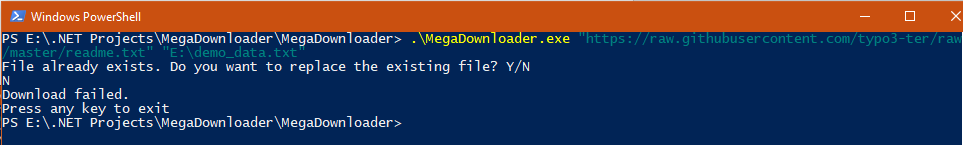 Windows PowerShell
PS E:\.NET Projects\MegaDownloader\MegaDownloader> .\MegaDownloader.exe "https://raw.githubusercontent.com/typo3-ter/raw
/master/readme.txt" "E:\demo_data.txt"
File already exists. Do you want to replace the existing file? Y/N
N
Download failed.
Press any key to exit
PS E:\.NET Projects\MegaDownloader\MegaDownloader>